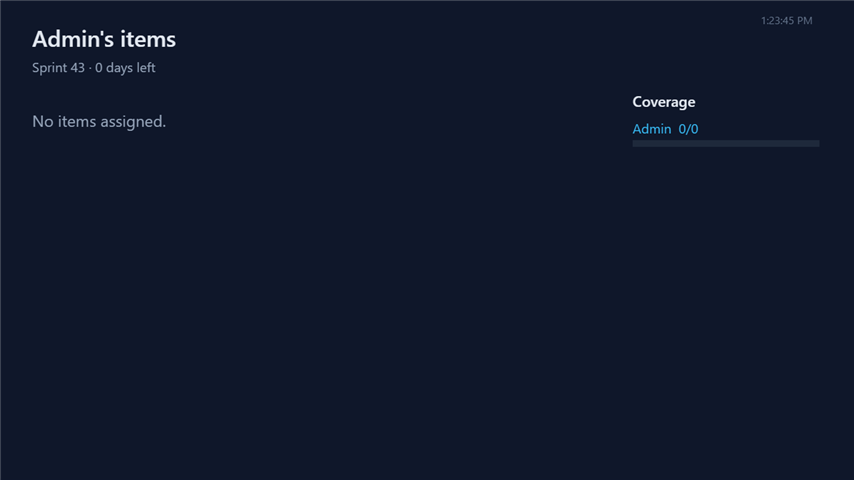 1:23:45 PM
Admin's items
Sprint 43 · 0 days left
No items assigned.
Coverage
Admin 0/0